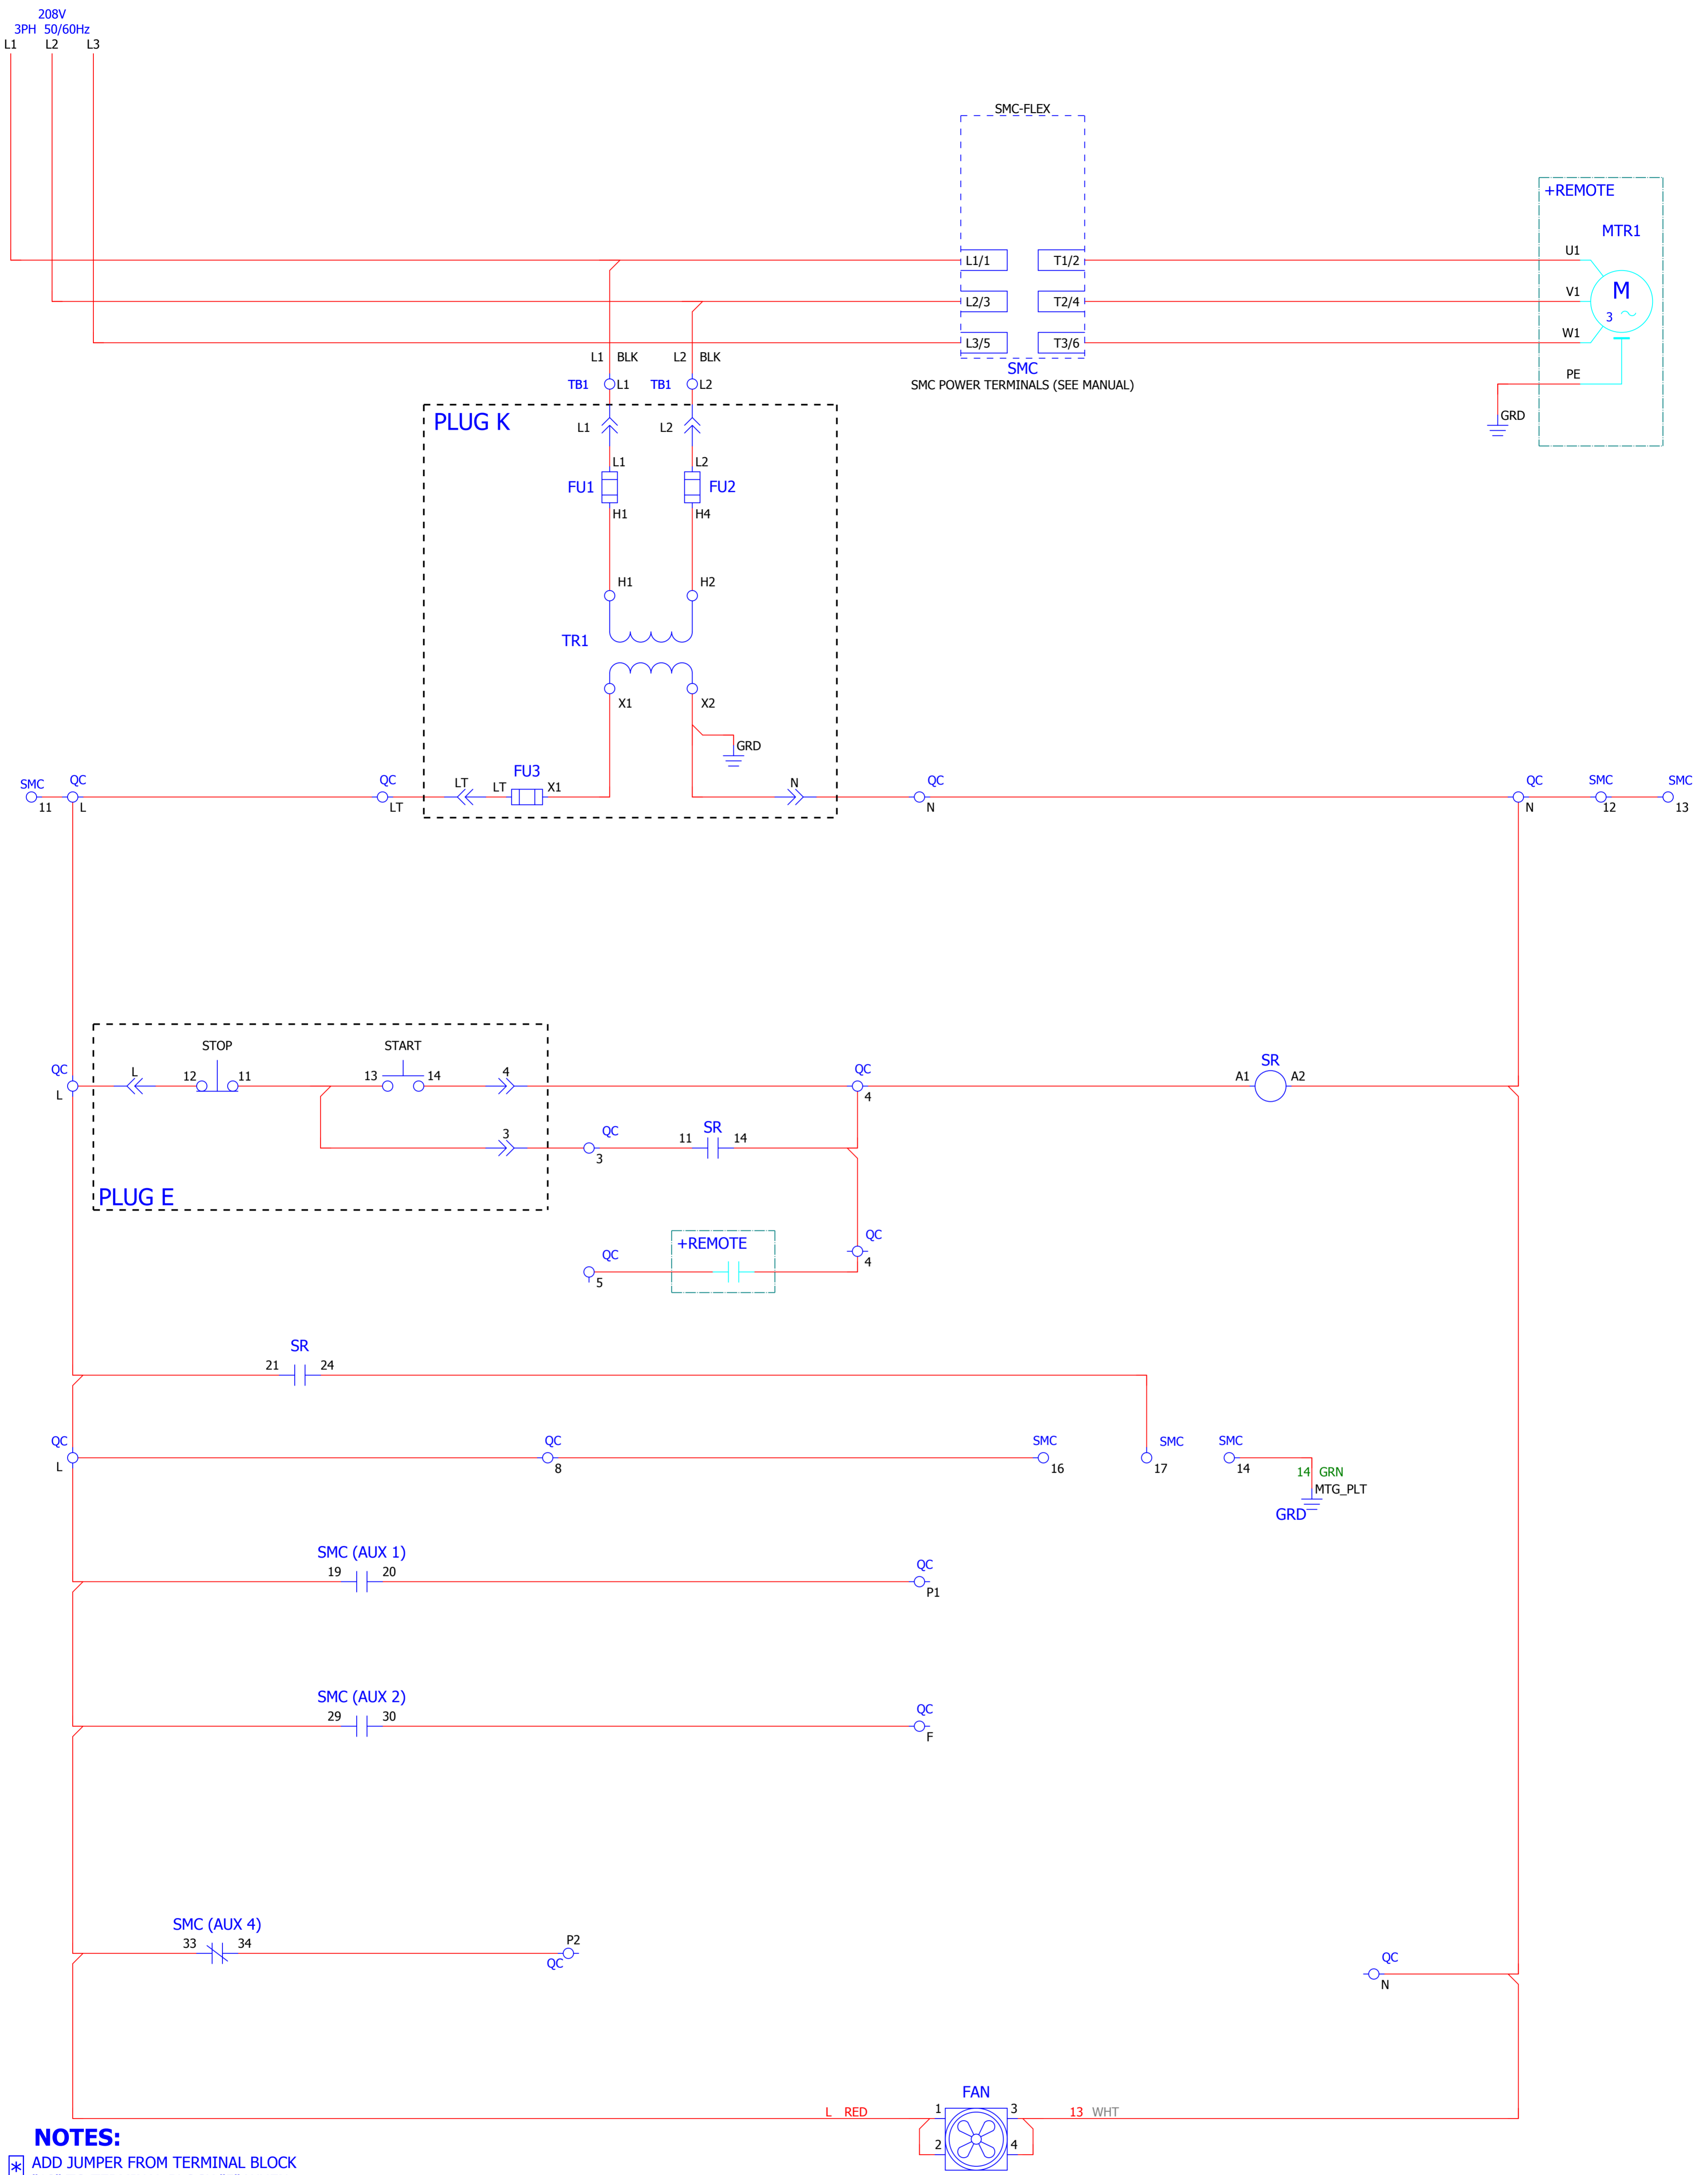 208V
3PH 50/60Hz
L1 L2 L3
SMC-FLEX
+REMOTE
MTR1
L1/1 T1/2 U1
L2/3 T2/4 V1 M
3
L3/5 T3/6 W1
L1 BLK L2 BLK
SMC
SMC POWER TERMINALS (SEE MANUAL)
PE
TB1 L1 TB1 L2
GRD
PLUG K
L1 L2
L1 L2
FU1 FU2
H1 H4
H1 H2
TR1
X1 X2
GRD
SMC QC QC LT LT FU3 X1 N QC QC SMC SMC
11 L LT N N 12 13
STOP START
QC L 12 11 13 14 4 QC SR
L 4 A1 A2
3 QC 11 SR 14
3
PLUG E
+REMOTE QC
QC 4
5
SR
21 24
QC QC SMC SMC SMC
L 8 16 17 14
14 GRN
MTG_PLT
GRD
SMC (AUX 1)
19 20 QC
P1
SMC (AUX 2)
29 30 QC
F
SMC (AUX 4)
33 34 P2
QC
QC
N
FAN
L RED 1 3 13 WHT
2 4
NOTES:
* ADD JUMPER FROM TERMINAL BLOCK